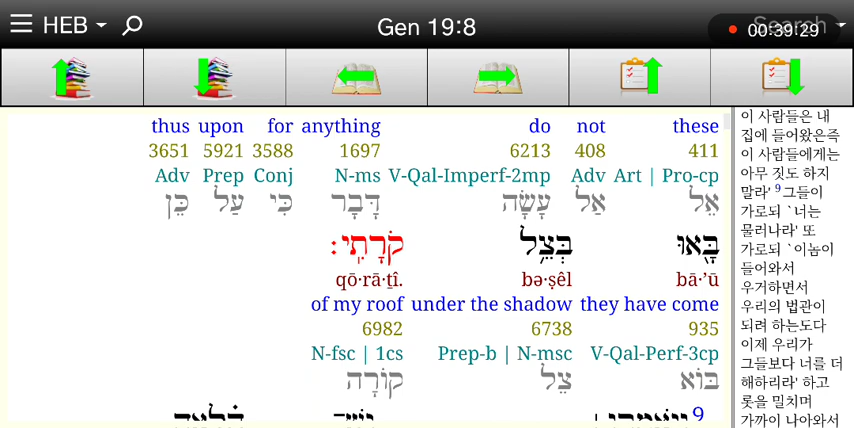 HEB
Gen 19:8
Search
00:39:29
thus upon for anything do not these
3651 5921 3588 1697 6213 408 411
Adv Prep Conj N-ms V-Qal-Imperf-2mp Adv Art | Pro-cp
אֵל אַל עָשָׂה דָּבָר כִּי עַל כֵּן
בָּ֖אוּ בְּצֵ֥ל קֹרָתִֽי׃
qō·rā·ṯî. bə·ṣêl bā·’ū
of my roof under the shadow they have come
6982 6738 935
N-fsc | 1cs Prep-b | N-msc V-Qal-Perf-3cp
בּוֹא צֵל קוֹרָה
9
이 사람들은 내
집에 들어왔은즉
이 사람들에게는
아무 짓도 하지
말라' 9 그들이
가로되 `너는
물러나라' 또
가로되 `이놈이
들어와서
우거하면서
우리의 법관이
되려 하는도다
이제 우리가
그들보다 너를 더
해하리라' 하고
롯을 밀치며
가까이 나아와서